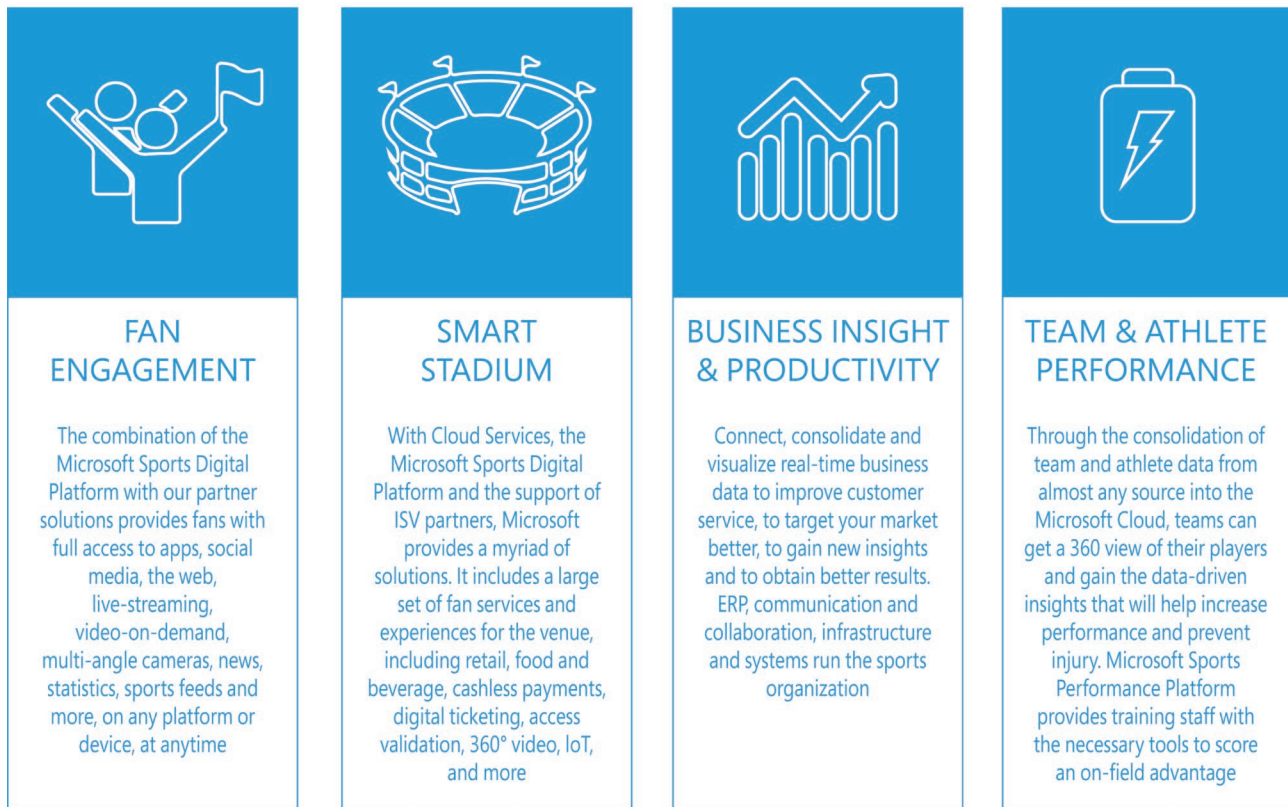 FAN
ENGAGEMENT
The combination of the
Microsoft Sports Digital
Platform with our partner
solutions provides fans with
full access to apps, social
media, the web,
live-streaming,
video-on-demand,
multi-angle cameras, news,
statistics, sports feeds and
more, on any platform or
device, at anytime
SMART
STADIUM
With Cloud Services, the
Microsoft Sports Digital
Platform and the support of
ISV partners, Microsoft
provides a myriad of
solutions. It includes a large
set of fan services and
experiences for the venue,
including retail, food and
beverage, cashless payments,
digital ticketing, access
validation, 360° video, IoT,
and more
BUSINESS INSIGHT
& PRODUCTIVITY
Connect, consolidate and
visualize real-time business
data to improve customer
service, to target your market
better, to gain new insights
and to obtain better results.
ERP, communication and
collaboration, infrastructure
and systems run the sports
organization
TEAM & ATHLETE
PERFORMANCE
Through the consolidation of
team and athlete data from
almost any source into the
Microsoft Cloud, teams can
get a 360 view of their players
and gain the data-driven
insights that will help increase
performance and prevent
injury. Microsoft Sports
Performance Platform
provides training staff with
the necessary tools to score
an on-field advantage